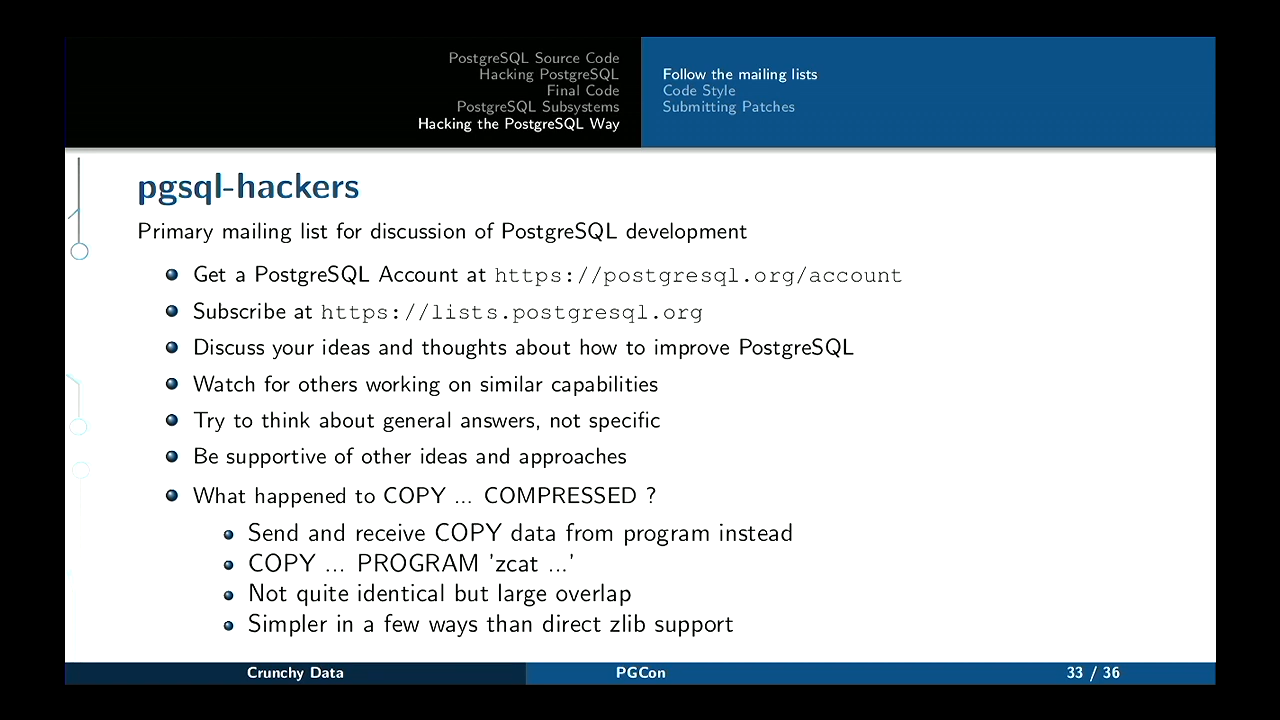 PostgreSQL Source Code
Hacking PostgreSQL
Final Code
PostgreSQL Subsystems
Hacking the PostgreSQL Way
Follow the mailing lists
Code Style
Submitting Patches
pgsql-hackers
Primary mailing list for discussion of PostgreSQL development
Get a PostgreSQL Account at https://postgresql.org/account
Subscribe at https://lists.postgresql.org
Discuss your ideas and thoughts about how to improve PostgreSQL
Watch for others working on similar capabilities
Try to think about general answers, not specific
Be supportive of other ideas and approaches
What happened to COPY ... COMPRESSED ?
Send and receive COPY data from program instead
COPY ... PROGRAM 'zcat ...'
Not quite identical but large overlap
Simpler in a few ways than direct zlib support
Crunchy Data
PGCon
33 / 36